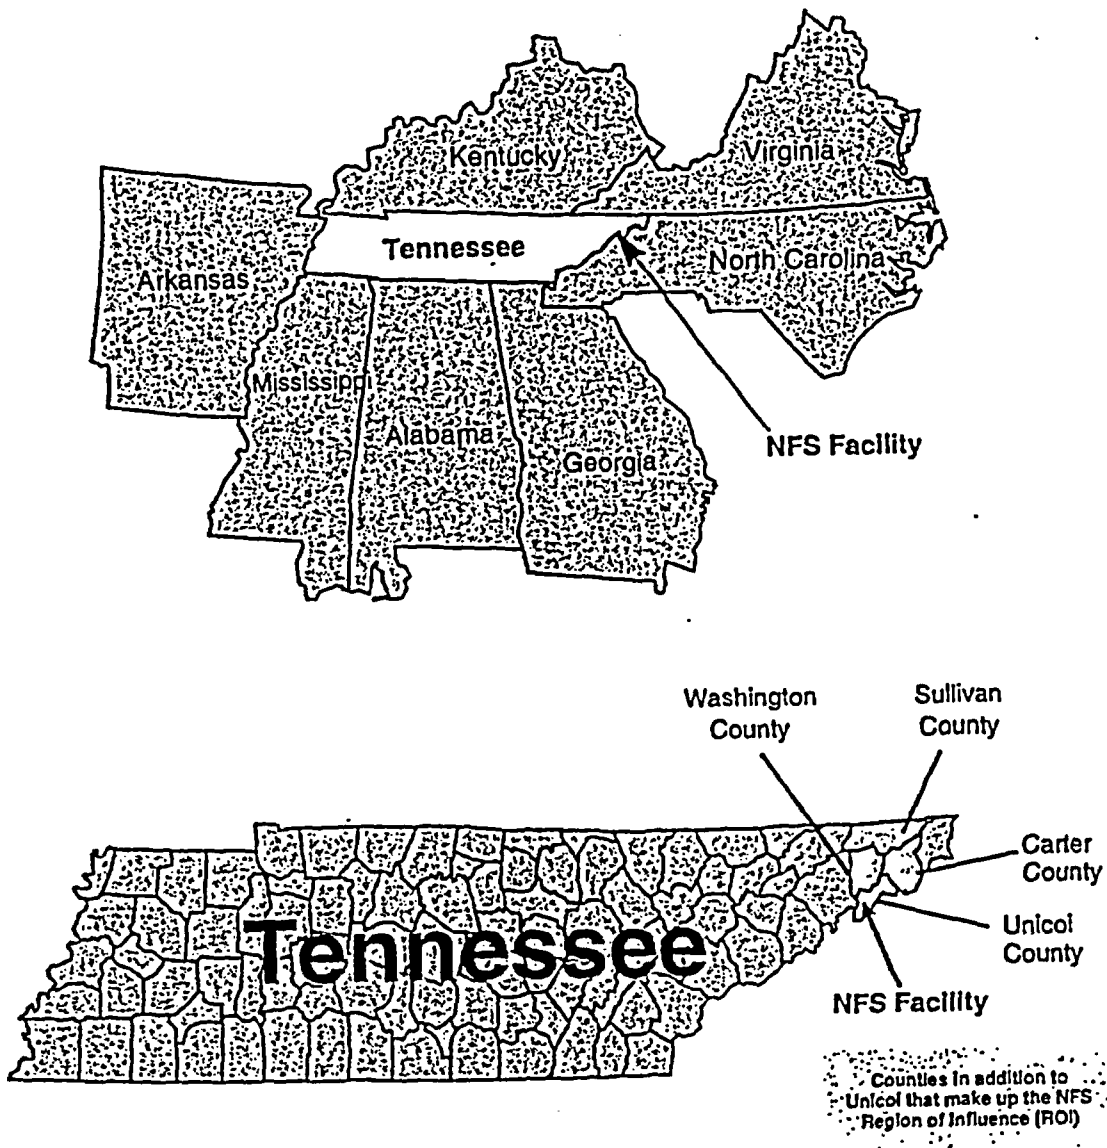 Kentucky
Virginia
Tennessee
Arkansas
North Carolina
Mississippi
Alabama
Georgia
NFS Facility
Washington
County
Sullivan
County
Carter
County
Unicoi
County
NFS Facility
Tennessee
Counties in addition to
Unicoi that make up the NFS
Region of Influence (ROI)